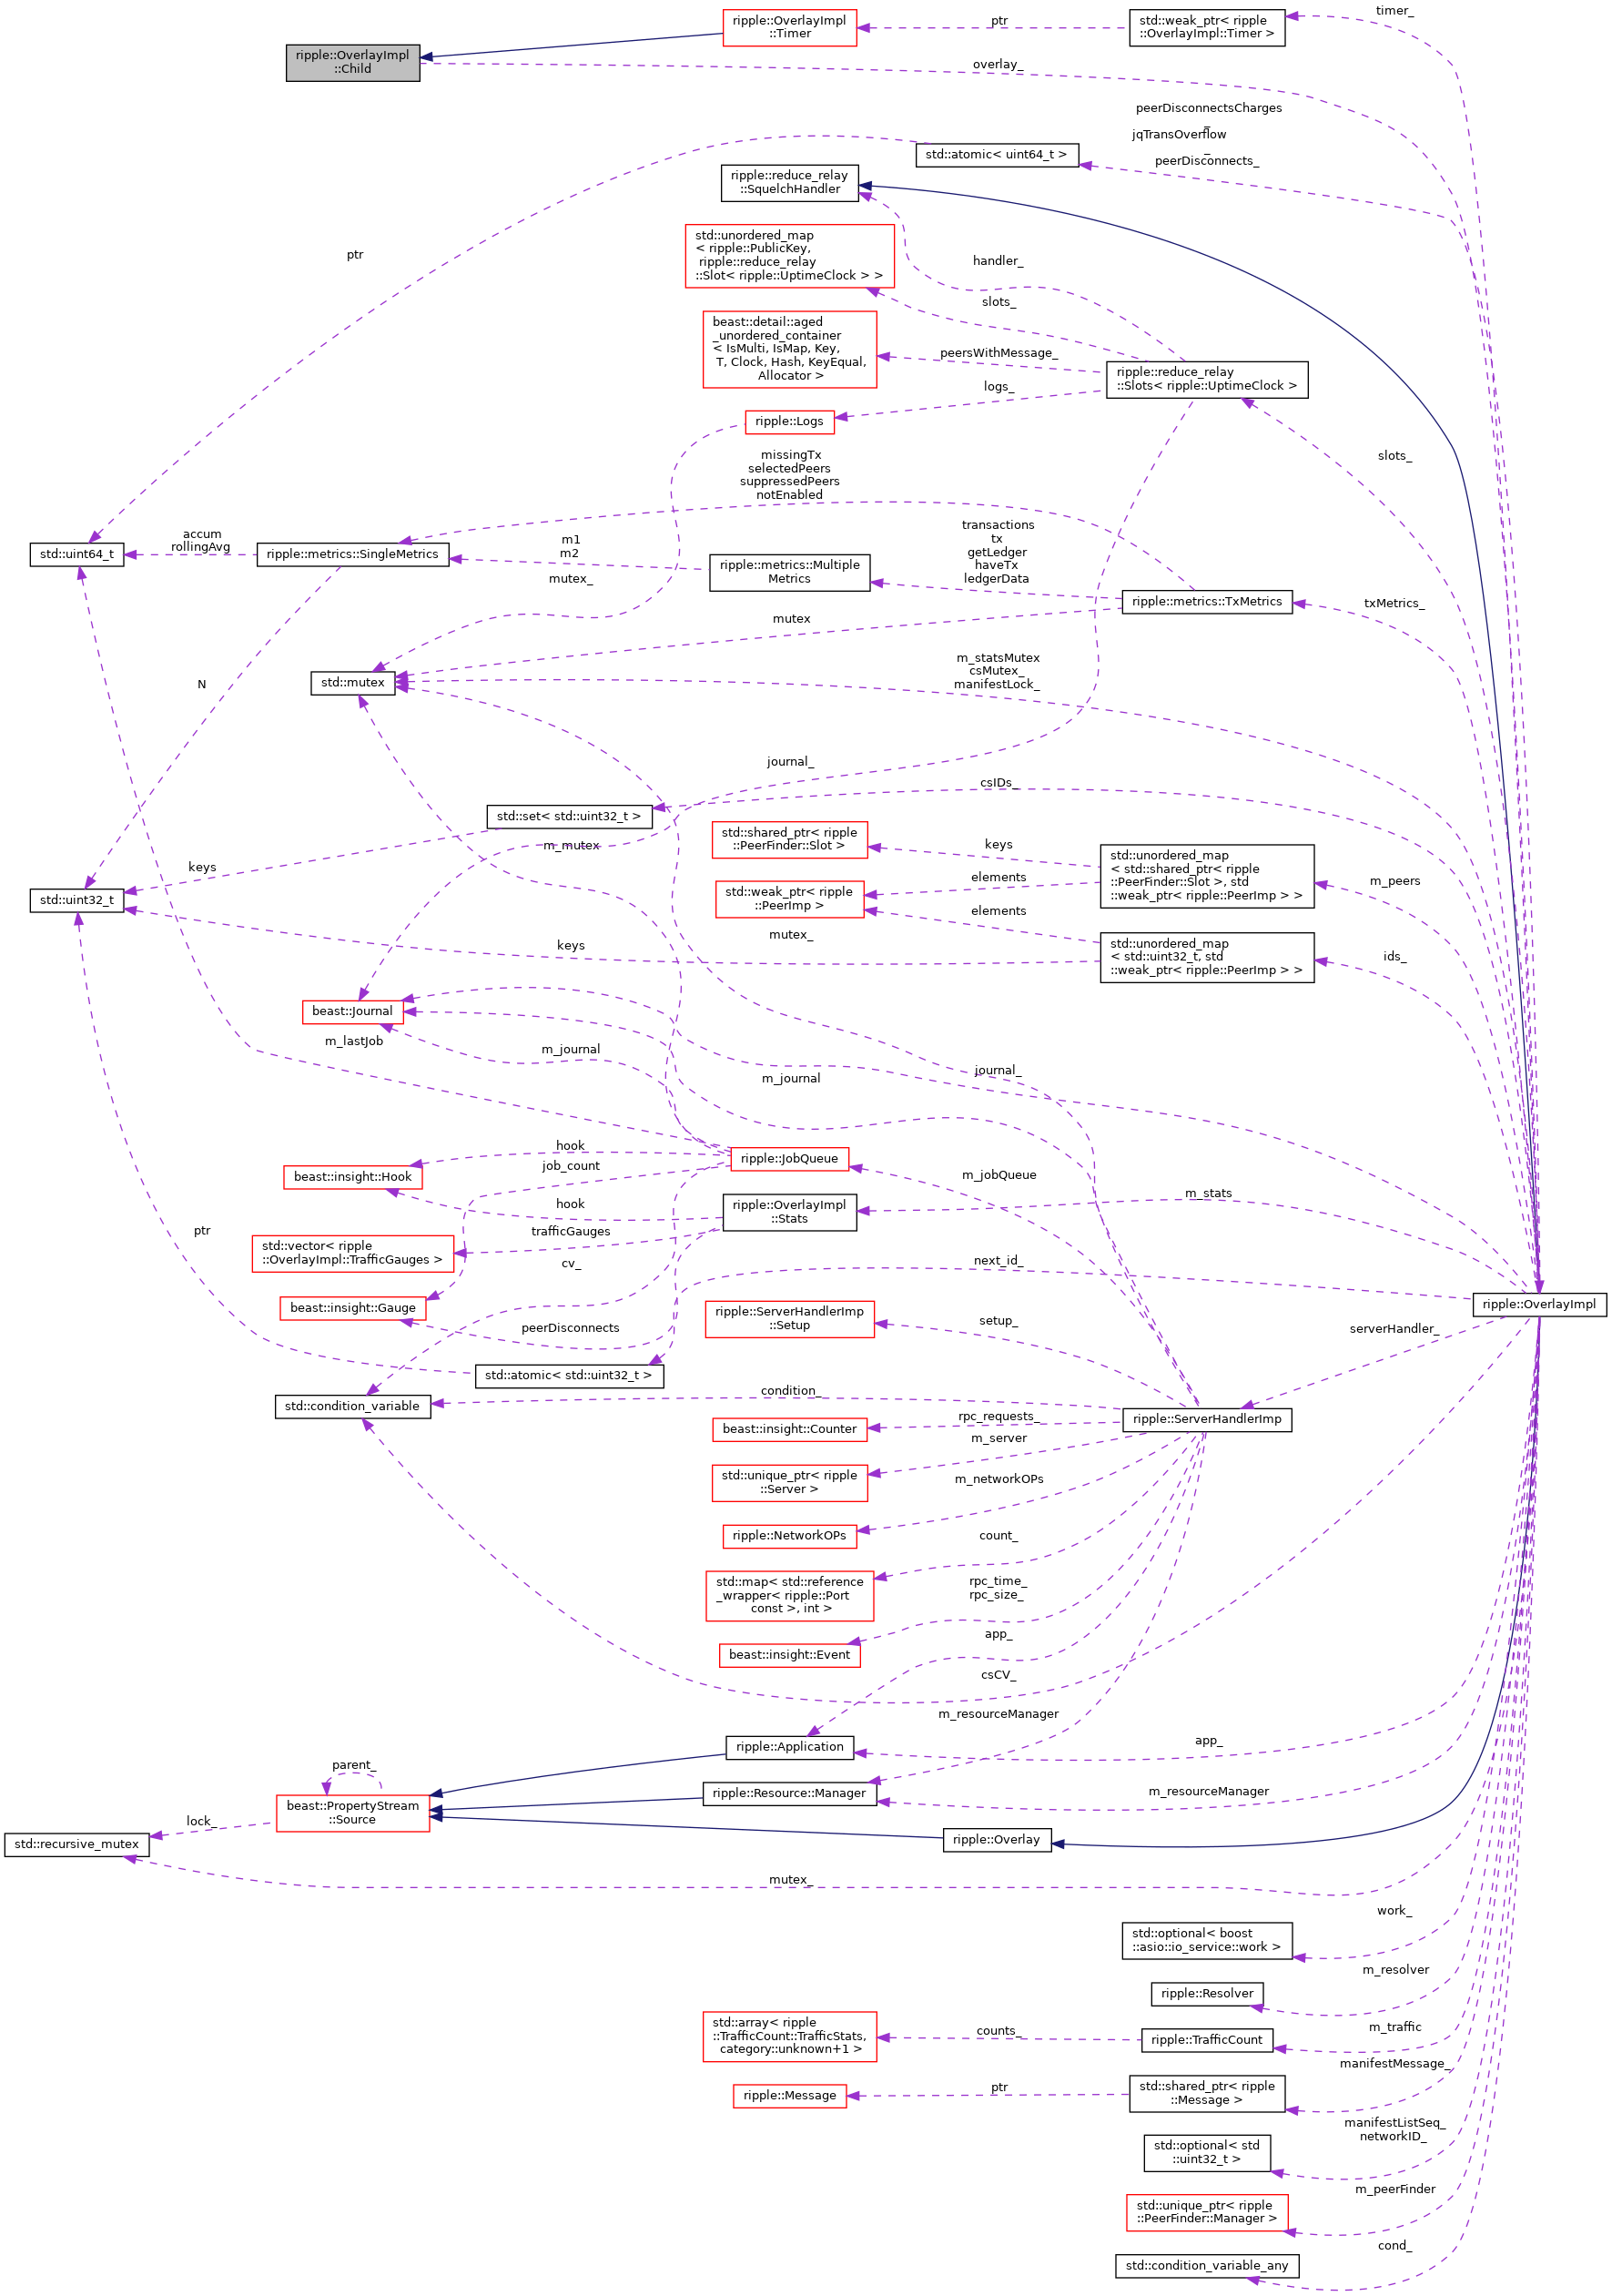 ripple::OverlayImpl
::Timer
ptr
std::weak_ptr< ripple
::OverlayImpl::Timer >
timer_
ripple::OverlayImpl
::Child
overlay_
peerDisconnectsCharges
_
jqTransOverflow
_
peerDisconnects_
std::atomic< uint64_t >
ripple::reduce_relay
::SquelchHandler
ptr
std::unordered_map
< ripple::PublicKey,
ripple::reduce_relay
::Slot< ripple::UptimeClock > >
handler_
slots_
beast::detail::aged
_unordered_container
< IsMulti, IsMap, Key,
T, Clock, Hash, KeyEqual,
Allocator >
peersWithMessage_
ripple::reduce_relay
::Slots< ripple::UptimeClock >
logs_
ripple::Logs
slots_
missingTx
selectedPeers
suppressedPeers
notEnabled
accum
rollingAvg
std::uint64_t
ripple::metrics::SingleMetrics
m1
m2
ripple::metrics::Multiple
Metrics
transactions
tx
getLedger
haveTx
ledgerData
mutex_
ripple::metrics::TxMetrics
txMetrics_
mutex
N
std::mutex
m_statsMutex
csMutex_
manifestLock_
journal_
csIDs_
std::set< std::uint32_t >
m_mutex
std::shared_ptr< ripple
::PeerFinder::Slot >
keys
std::unordered_map
< std::shared_ptr< ripple
::PeerFinder::Slot >, std
::weak_ptr< ripple::PeerImp > >
keys
std::weak_ptr< ripple
::PeerImp >
elements
m_peers
std::uint32_t
elements
mutex_
keys
std::unordered_map
< std::uint32_t, std
::weak_ptr< ripple::PeerImp > >
ids_
beast::Journal
m_lastJob
m_journal
m_journal
journal_
hook
ripple::JobQueue
job_count
beast::insight::Hook
m_jobQueue
hook
ripple::OverlayImpl
::Stats
m_stats
ptr
trafficGauges
std::vector< ripple
::OverlayImpl::TrafficGauges >
cv_
next_id_
beast::insight::Gauge
ripple::ServerHandlerImp
::Setup
setup_
ripple::OverlayImpl
peerDisconnects
serverHandler_
std::atomic< std::uint32_t >
condition_
std::condition_variable
rpc_requests_
ripple::ServerHandlerImp
beast::insight::Counter
m_server
std::unique_ptr< ripple
::Server >
m_networkOPs
ripple::NetworkOPs
count_
std::map< std::reference
_wrapper< ripple::Port
const >, int >
rpc_time_
rpc_size_
beast::insight::Event
app_
csCV_
m_resourceManager
ripple::Application
app_
parent_
beast::PropertyStream
::Source
ripple::Resource::Manager
m_resourceManager
lock_
std::recursive_mutex
ripple::Overlay
mutex_
work_
std::optional< boost
::asio::io_service::work >
m_resolver
ripple::Resolver
std::array< ripple
::TrafficCount::TrafficStats,
category::unknown+1 >
counts_
ripple::TrafficCount
m_traffic
manifestMessage_
ripple::Message
ptr
std::shared_ptr< ripple
::Message >
manifestListSeq_
networkID_
std::optional< std
::uint32_t >
m_peerFinder
std::unique_ptr< ripple
::PeerFinder::Manager >
cond_
std::condition_variable_any